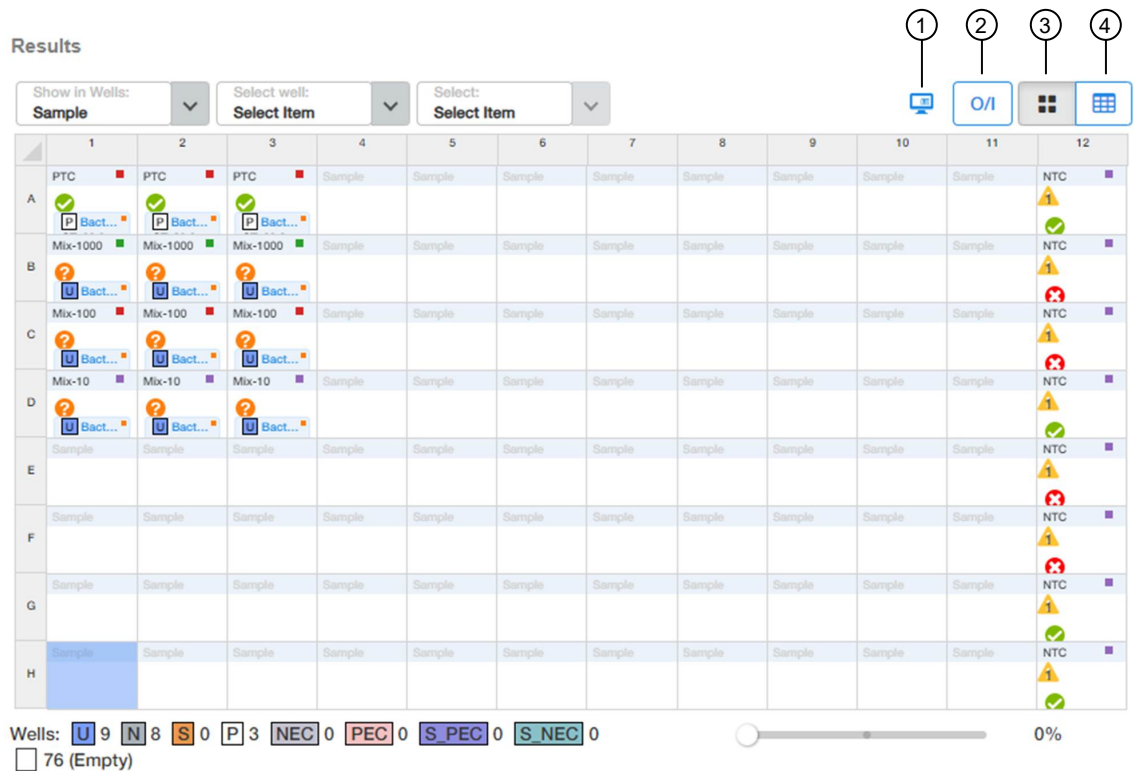 1 2 3 4
Results
Show in Wells: Select well: Select:
Sample Select Item Select Item O/I
1 2 3 4 5 6 7 8 9 10 11 12
PTC PTC PTC Sample Sample Sample Sample Sample Sample Sample Sample NTC
A 1
P Bact... P Bact... P Bact...
Mix-1000 Mix-1000 Mix-1000 Sample Sample Sample Sample Sample Sample Sample Sample NTC
B ? ? ? 1
U Bact... U Bact... U Bact...
Mix-100 Mix-100 Mix-100 Sample Sample Sample Sample Sample Sample Sample Sample NTC
C ? ? ? 1
U Bact... U Bact... U Bact...
Mix-10 Mix-10 Mix-10 Sample Sample Sample Sample Sample Sample Sample Sample NTC
D ? ? ? 1
U Bact... U Bact... U Bact...
Sample Sample Sample Sample Sample Sample Sample Sample Sample Sample Sample NTC
E 1
Sample Sample Sample Sample Sample Sample Sample Sample Sample Sample Sample NTC
F 1
Sample Sample Sample Sample Sample Sample Sample Sample Sample Sample Sample NTC
G 1
Sample Sample Sample Sample Sample Sample Sample Sample Sample Sample Sample NTC
H 1
Wells: U 9 N 8 S 0 P 3 NEC 0 PEC 0 S_PEC 0 S_NEC 0 0%
76 (Empty)